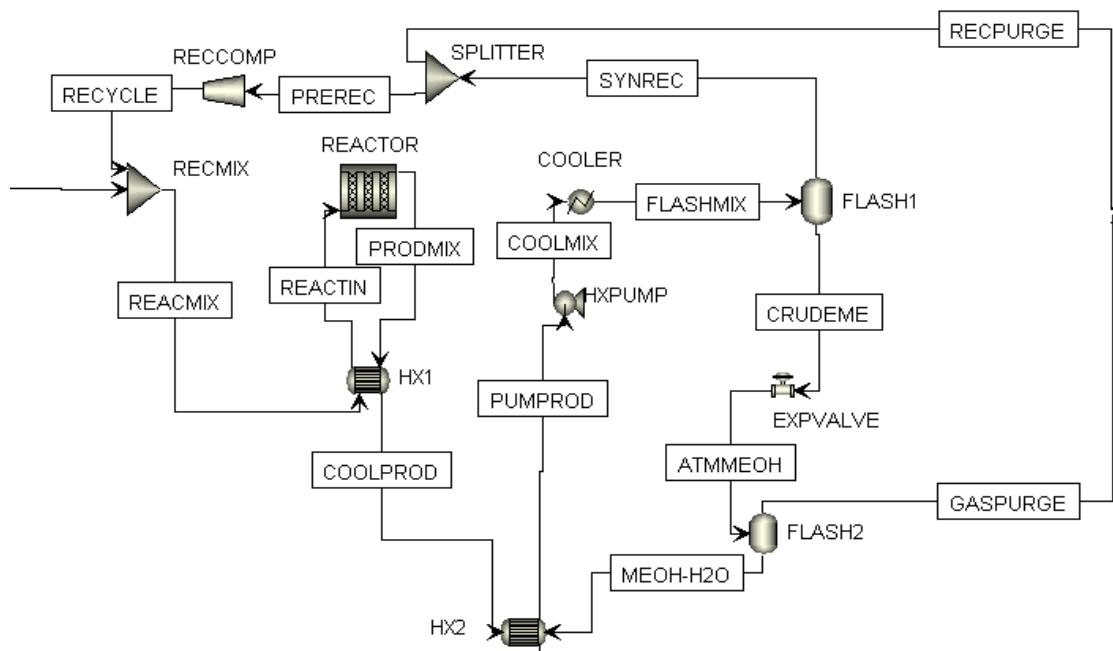 RECPURGE
SPLITTER
RECCOMP
SYNREC
RECYCLE
PREREC
REACTOR
COOLER
RECMIX
FLASHMIX
FLASH1
PRODMIX
COOLMIX
REACTIN
HXPUMP
REACMIX
CRUDEME
HX1
PUMPROD
EXPVALVE
COOLPROD
ATMMEOH
GASPURGE
FLASH2
MEOH-H2O
HX2